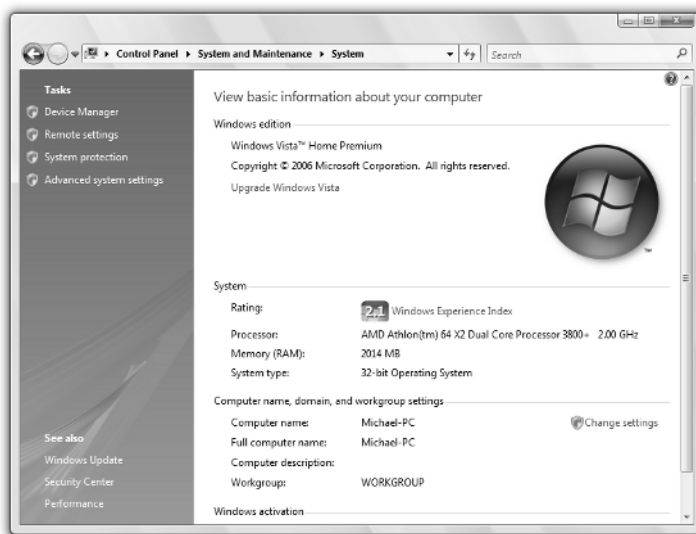 Control Panel ▸ System and Maintenance ▸ System
Search
Tasks
Device Manager
Remote settings
System protection
Advanced system settings
See also
Windows Update
Security Center
Performance
View basic information about your computer
Windows edition
Windows Vista™ Home Premium
Copyright © 2006 Microsoft Corporation. All rights reserved.
Upgrade Windows Vista
™
System
Rating: 2.1 Windows Experience Index
Processor: AMD Athlon(tm) 64 X2 Dual Core Processor 3800+ 2.00 GHz
Memory (RAM): 2014 MB
System type: 32-bit Operating System
Computer name, domain, and workgroup settings
Computer name: Michael-PC Change settings
Full computer name: Michael-PC
Computer description:
Workgroup: WORKGROUP
Windows activation